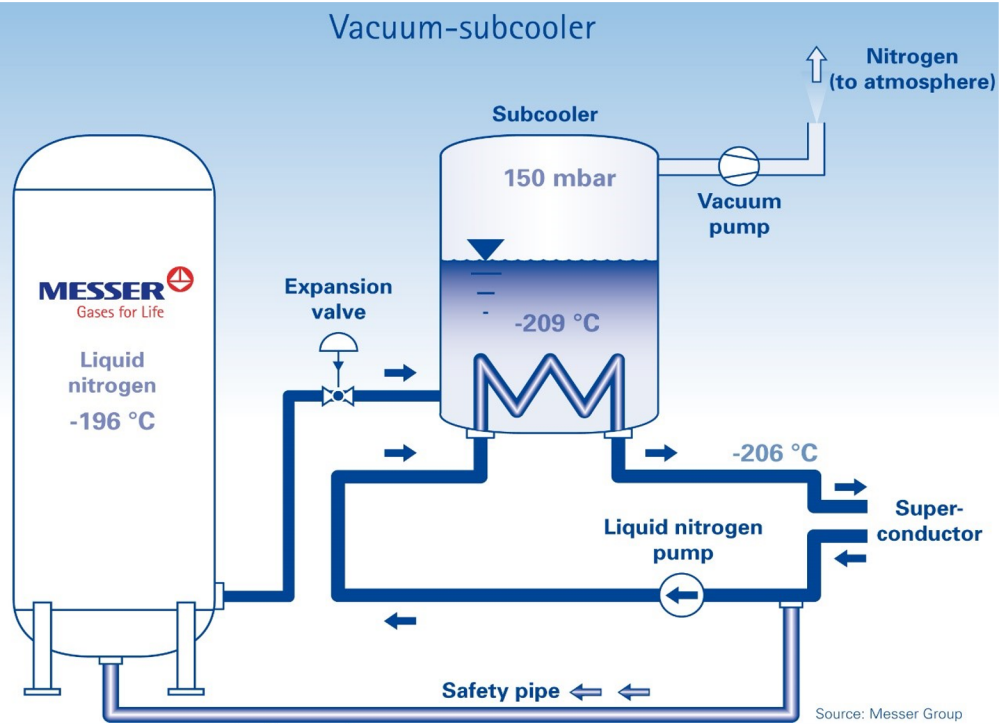 Vacuum-subcooler
Nitrogen
(to atmosphere)
Subcooler
150 mbar
Vacuum
pump
MESSER
Gases for Life
Expansion
valve
-209 °C
Liquid
nitrogen
-196 °C
-206 °C
Super-
conductor
Liquid nitrogen
pump
Safety pipe
Source: Messer Group